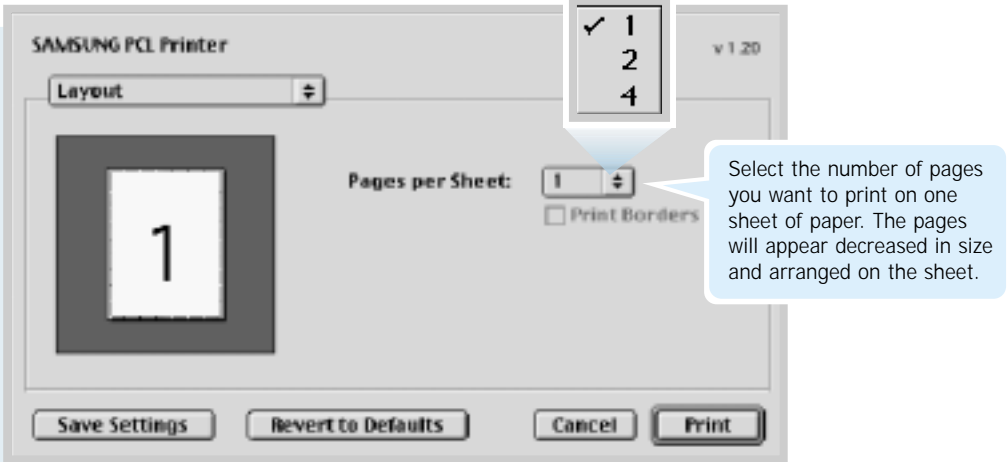 ✓ 1
2
4
SAMSUNG PCL Printer
v 1.20
Layout
1
Pages per Sheet:
1
Print Borders
Select the number of pages
you want to print on one
sheet of paper. The pages
will appear decreased in size
and arranged on the sheet.
Save Settings
Revert to Defaults
Cancel
Print